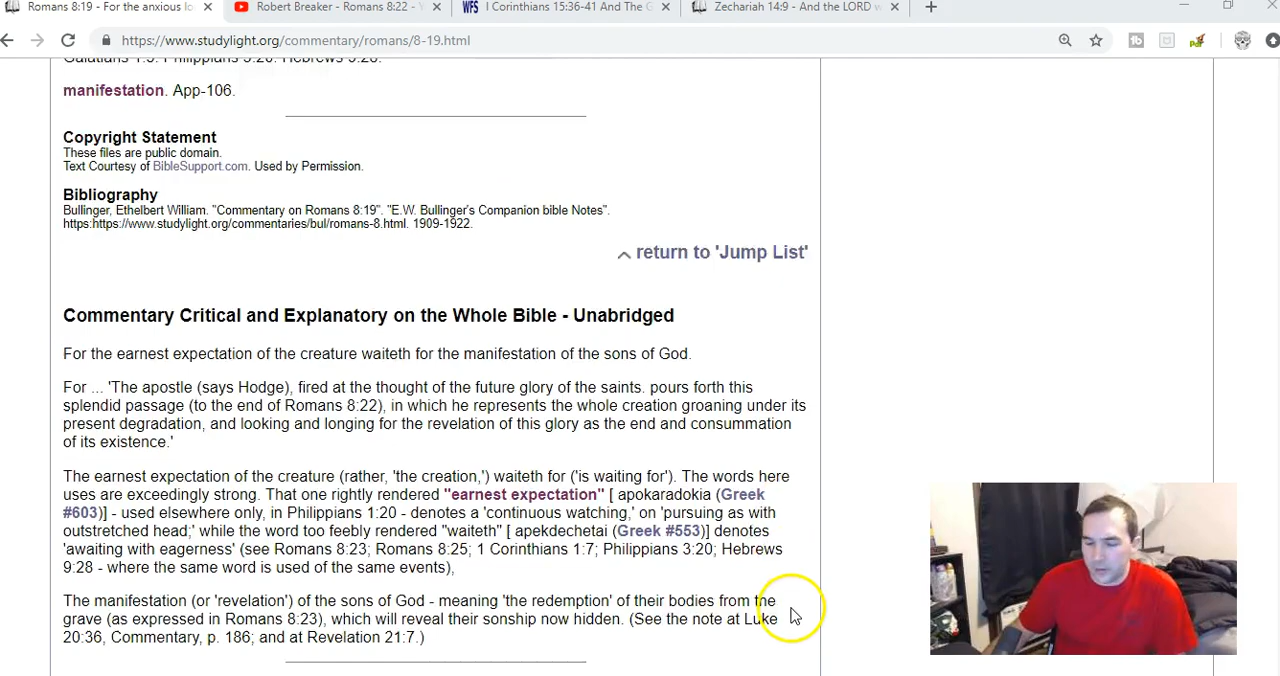 Romans 8:19 - For the anxious lo
Robert Breaker - Romans 8:22 - Y
WFS I Corinthians 15:36-41 And The G
Zechariah 14:9 - And the LORD w
https://www.studylight.org/commentary/romans/8-19.html
Galatians 1:5. Philippians 3:20. Hebrews 9:28.
manifestation. App-106.
Copyright Statement
These files are public domain.
Text Courtesy of BibleSupport.com. Used by Permission.
Bibliography
Bullinger, Ethelbert William. "Commentary on Romans 8:19". "E.W. Bullinger's Companion bible Notes".
https:https://www.studylight.org/commentaries/bul/romans-8.html. 1909-1922.
return to 'Jump List'
Commentary Critical and Explanatory on the Whole Bible - Unabridged
For the earnest expectation of the creature waiteth for the manifestation of the sons of God.
For ... 'The apostle (says Hodge), fired at the thought of the future glory of the saints. pours forth this
splendid passage (to the end of Romans 8:22), in which he represents the whole creation groaning under its
present degradation, and looking and longing for the revelation of this glory as the end and consummation
of its existence.'
The earnest expectation of the creature (rather, 'the creation,') waiteth for ('is waiting for'). The words here
uses are exceedingly strong. That one rightly rendered "earnest expectation" [ apokaradokia (Greek
#603)] - used elsewhere only, in Philippians 1:20 - denotes a 'continuous watching,' on 'pursuing as with
outstretched head;' while the word too feebly rendered "waiteth" [ apekdechetai (Greek #553)] denotes
'awaiting with eagerness' (see Romans 8:23; Romans 8:25; 1 Corinthians 1:7; Philippians 3:20; Hebrews
9:28 - where the same word is used of the same events),
The manifestation (or 'revelation') of the sons of God - meaning 'the redemption' of their bodies from the
grave (as expressed in Romans 8:23), which will reveal their sonship now hidden. (See the note at Luke
20:36, Commentary, p. 186; and at Revelation 21:7.)